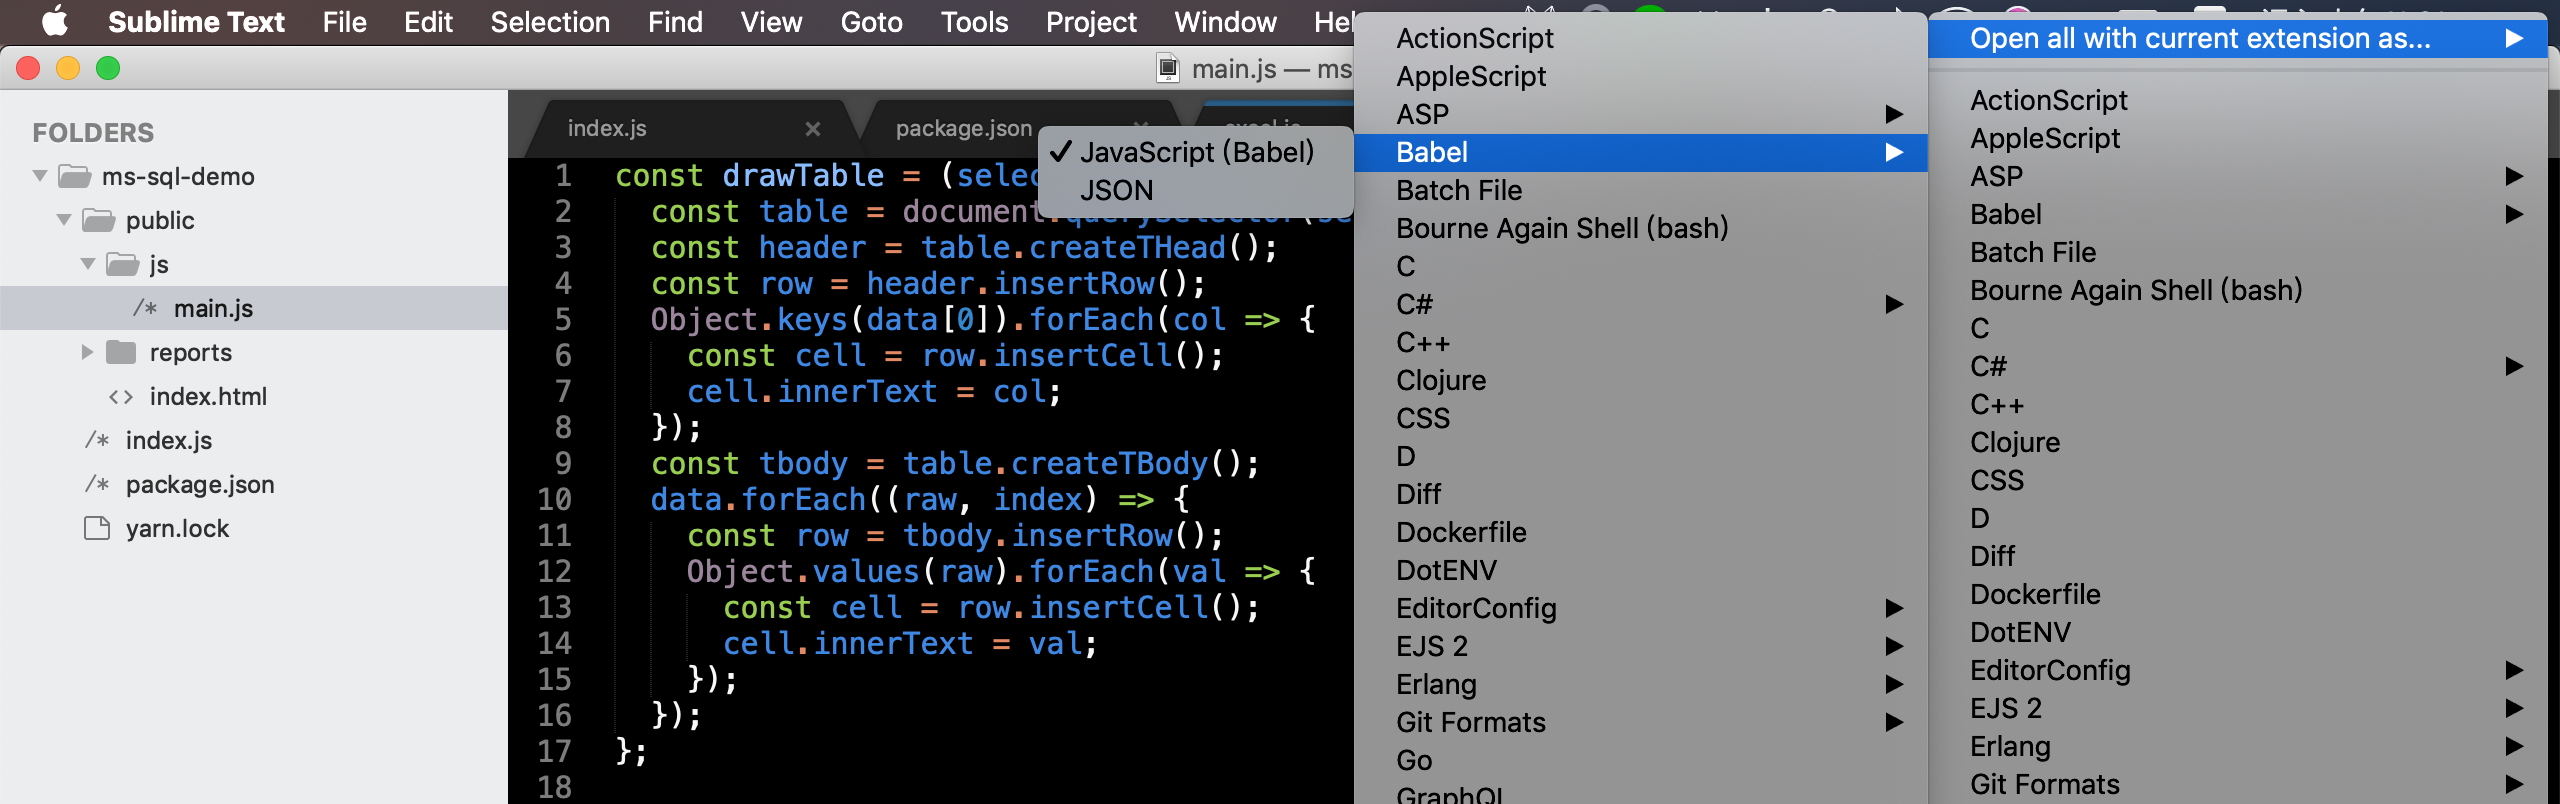 Sublime Text File Edit Selection Find View Goto Tools Project Window
main.js — ms
FOLDERS
ms-sql-demo
public
js
/* main.js
reports
<> index.html
/* index.js
/* package.json
yarn.lock
index.js ×
package.json
1 const drawTable = (selec
2 const table = document.querySelector(se
3 const header = table.createTHead();
4 const row = header.insertRow();
5 Object.keys(data[0]).forEach(col => {
6 const cell = row.insertCell();
7 cell.innerText = col;
8 });
9 const tbody = table.createTBody();
10 data.forEach((raw, index) => {
11 const row = tbody.insertRow();
12 Object.values(raw).forEach(val => {
13 const cell = row.insertCell();
14 cell.innerText = val;
15 });
16 });
17 };
18
✓ JavaScript (Babel)
JSON
ActionScript
AppleScript
ASP
Babel
Batch File
Bourne Again Shell (bash)
C
C#
C++
Clojure
CSS
D
Diff
Dockerfile
DotENV
EditorConfig
EJS 2
Erlang
Git Formats
Go
GraphQL
Open all with current extension as...
ActionScript
AppleScript
ASP
Babel
Batch File
Bourne Again Shell (bash)
C
C#
C++
Clojure
CSS
D
Diff
Dockerfile
DotENV
EditorConfig
EJS 2
Erlang
Git Formats